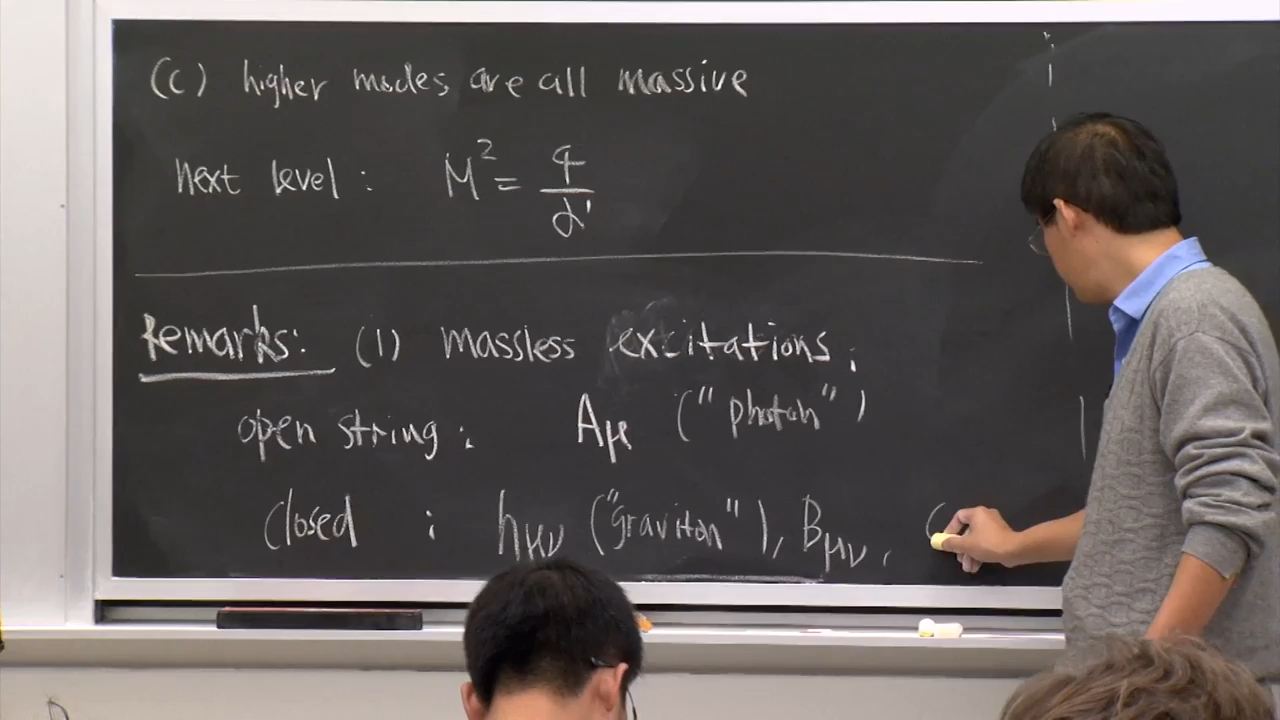 (c) higher modes are all massive
next level : M² = 4/α'
Remarks: (1) massless excitations ;
open string : Aμ ("photon")
closed : hμν ("graviton"), Bμν,